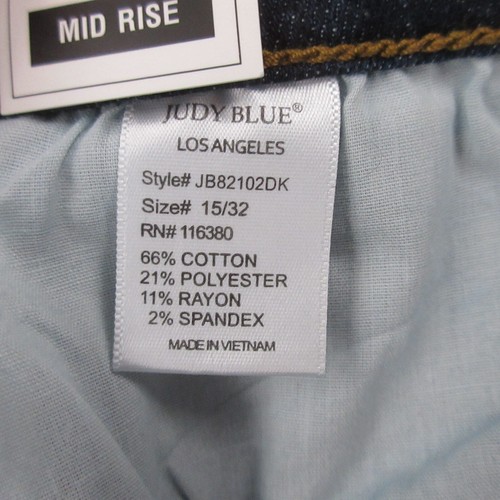 MID RISE
JUDY BLUE®
LOS ANGELES
Style# JB82102DK
Size# 15/32
RN# 116380
66% COTTON
21% POLYESTER
11% RAYON
2% SPANDEX
MADE IN VIETNAM